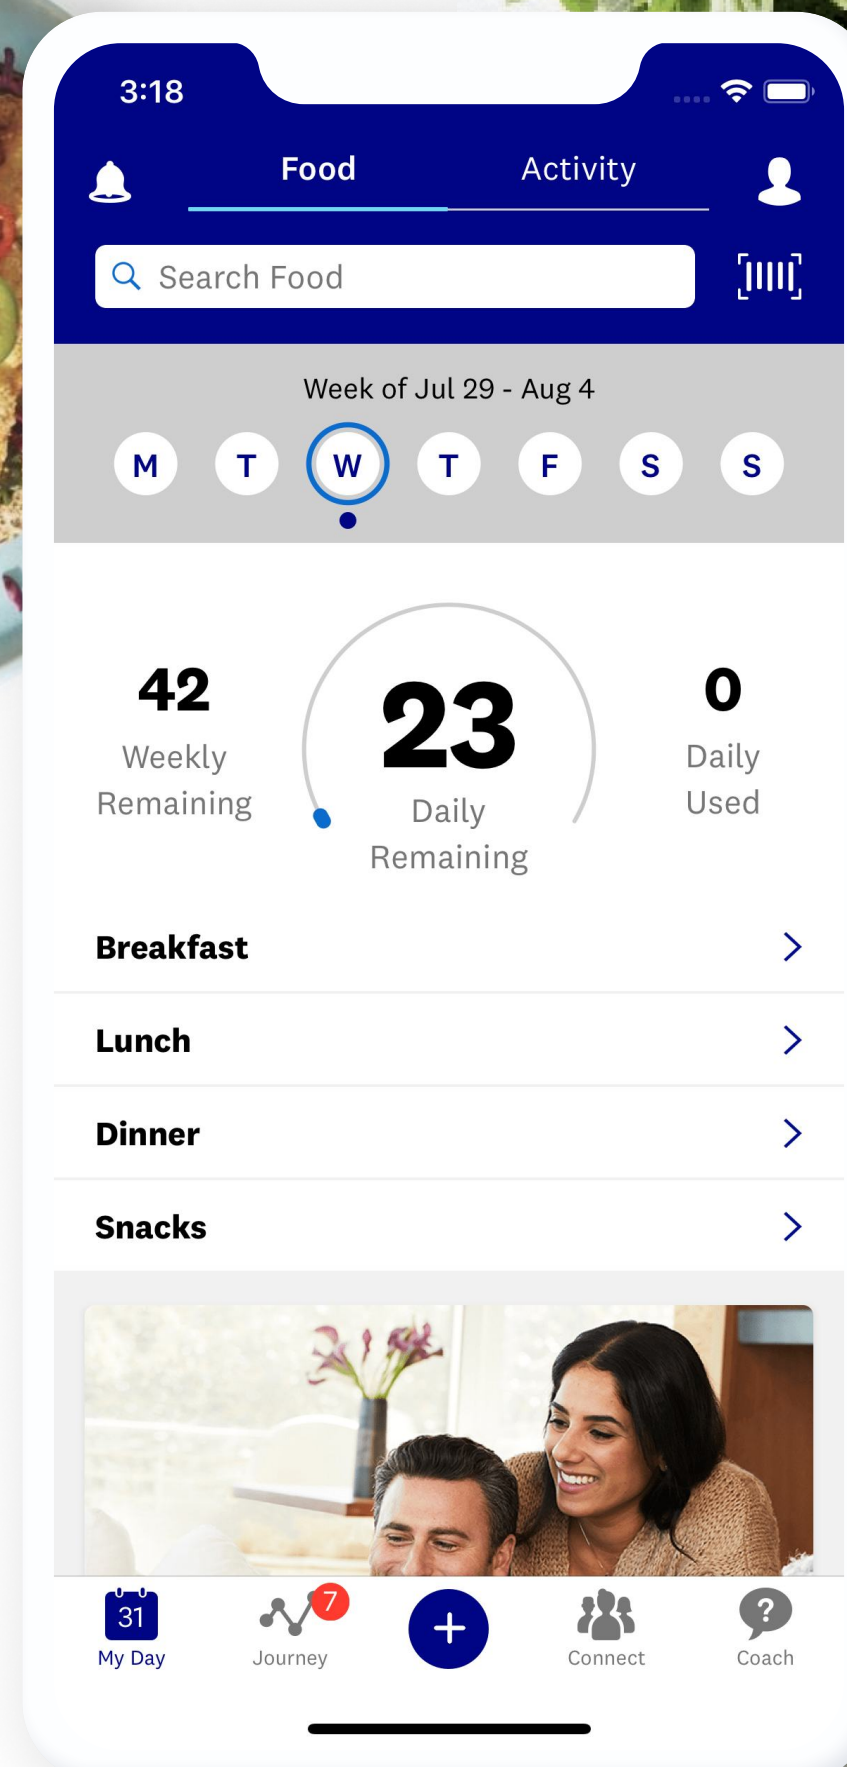 3:18
Food Activity
Search Food
Week of Jul 29 - Aug 4
M T W T F S S
42
Weekly
Remaining
23
Daily
Remaining
0
Daily
Used
Breakfast
Lunch
Dinner
Snacks
31
My Day
7
Journey
+
Connect
?
Coach